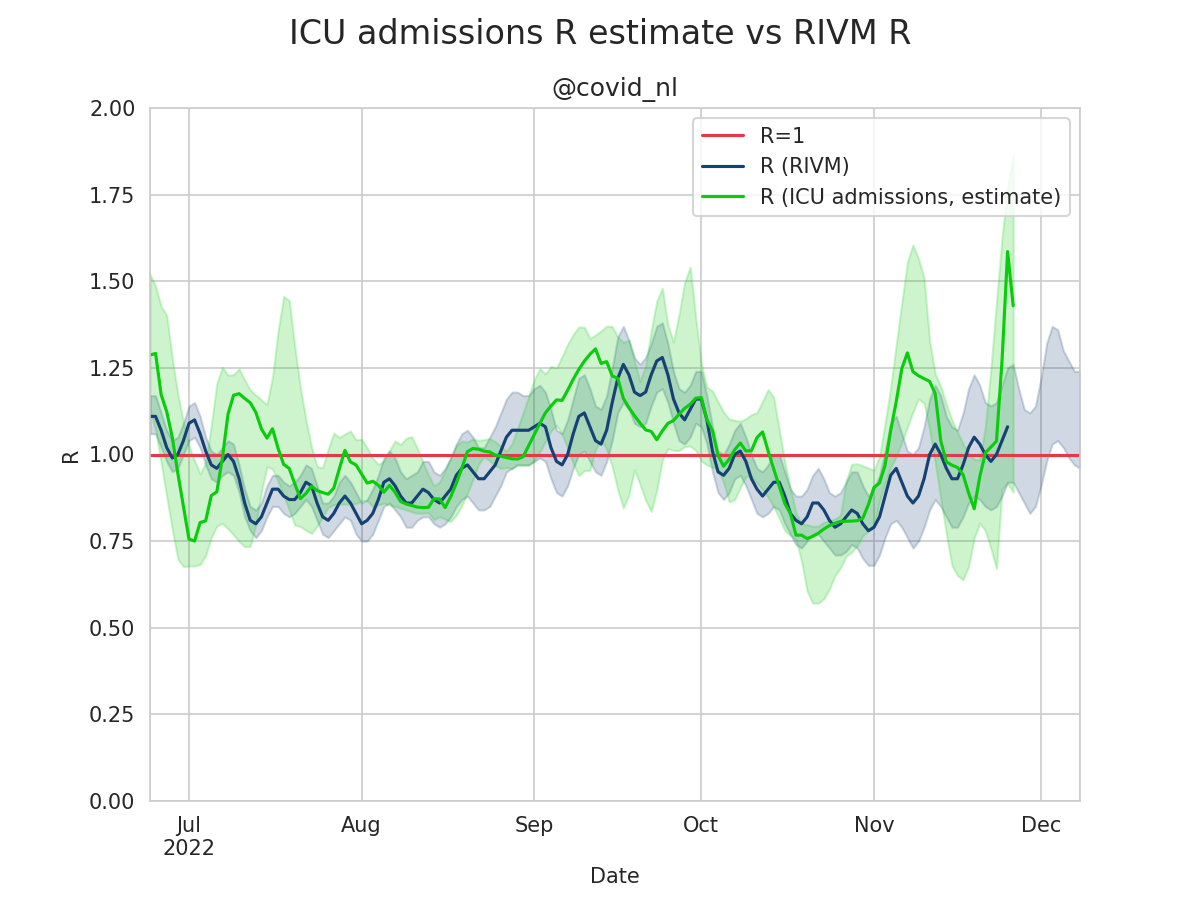 ICU admissions R estimate vs RIVM R
@covid_nl
2.00
1.75
1.50
1.25
1.00
0.75
0.50
0.25
0.00
R
R=1
R (RIVM)
R (ICU admissions, estimate)
Jul Aug Sep Oct Nov Dec
2022
Date